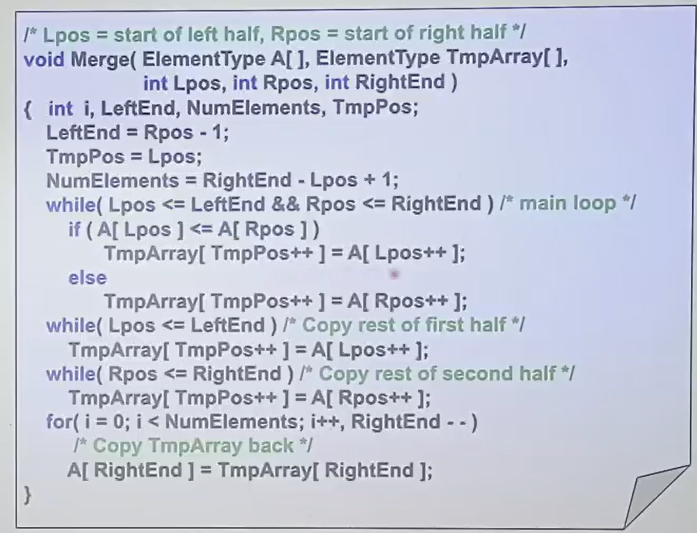 /* Lpos = start of left half, Rpos = start of right half */
void Merge( ElementType A[ ], ElementType TmpArray[ ],
int Lpos, int Rpos, int RightEnd )
{ int i, LeftEnd, NumElements, TmpPos;
LeftEnd = Rpos - 1;
TmpPos = Lpos;
NumElements = RightEnd - Lpos + 1;
while( Lpos <= LeftEnd && Rpos <= RightEnd ) /* main loop */
if ( A[ Lpos ] <= A[ Rpos ] )
TmpArray[ TmpPos++ ] = A[ Lpos++ ];
else
TmpArray[ TmpPos++ ] = A[ Rpos++ ];
while( Lpos <= LeftEnd ) /* Copy rest of first half */
TmpArray[ TmpPos++ ] = A[ Lpos++ ];
while( Rpos <= RightEnd ) /* Copy rest of second half */
TmpArray[ TmpPos++ ] = A[ Rpos++ ];
for( i = 0; i < NumElements; i++, RightEnd - - )
/* Copy TmpArray back */
A[ RightEnd ] = TmpArray[ RightEnd ];
}